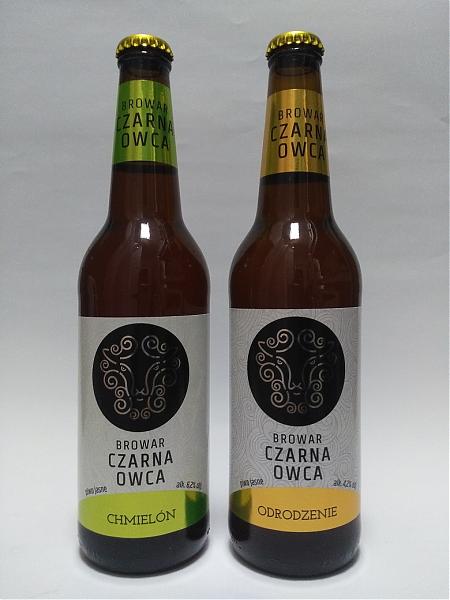 BROWAR
CZARNA
OWCA
BROWAR
CZARNA
OWCA
piwo jasne
CHMIELÓN
BROWAR
CZARNA
OWCA
BROWAR
CZARNA
OWCA
piwo jasne
ODRODZENIE